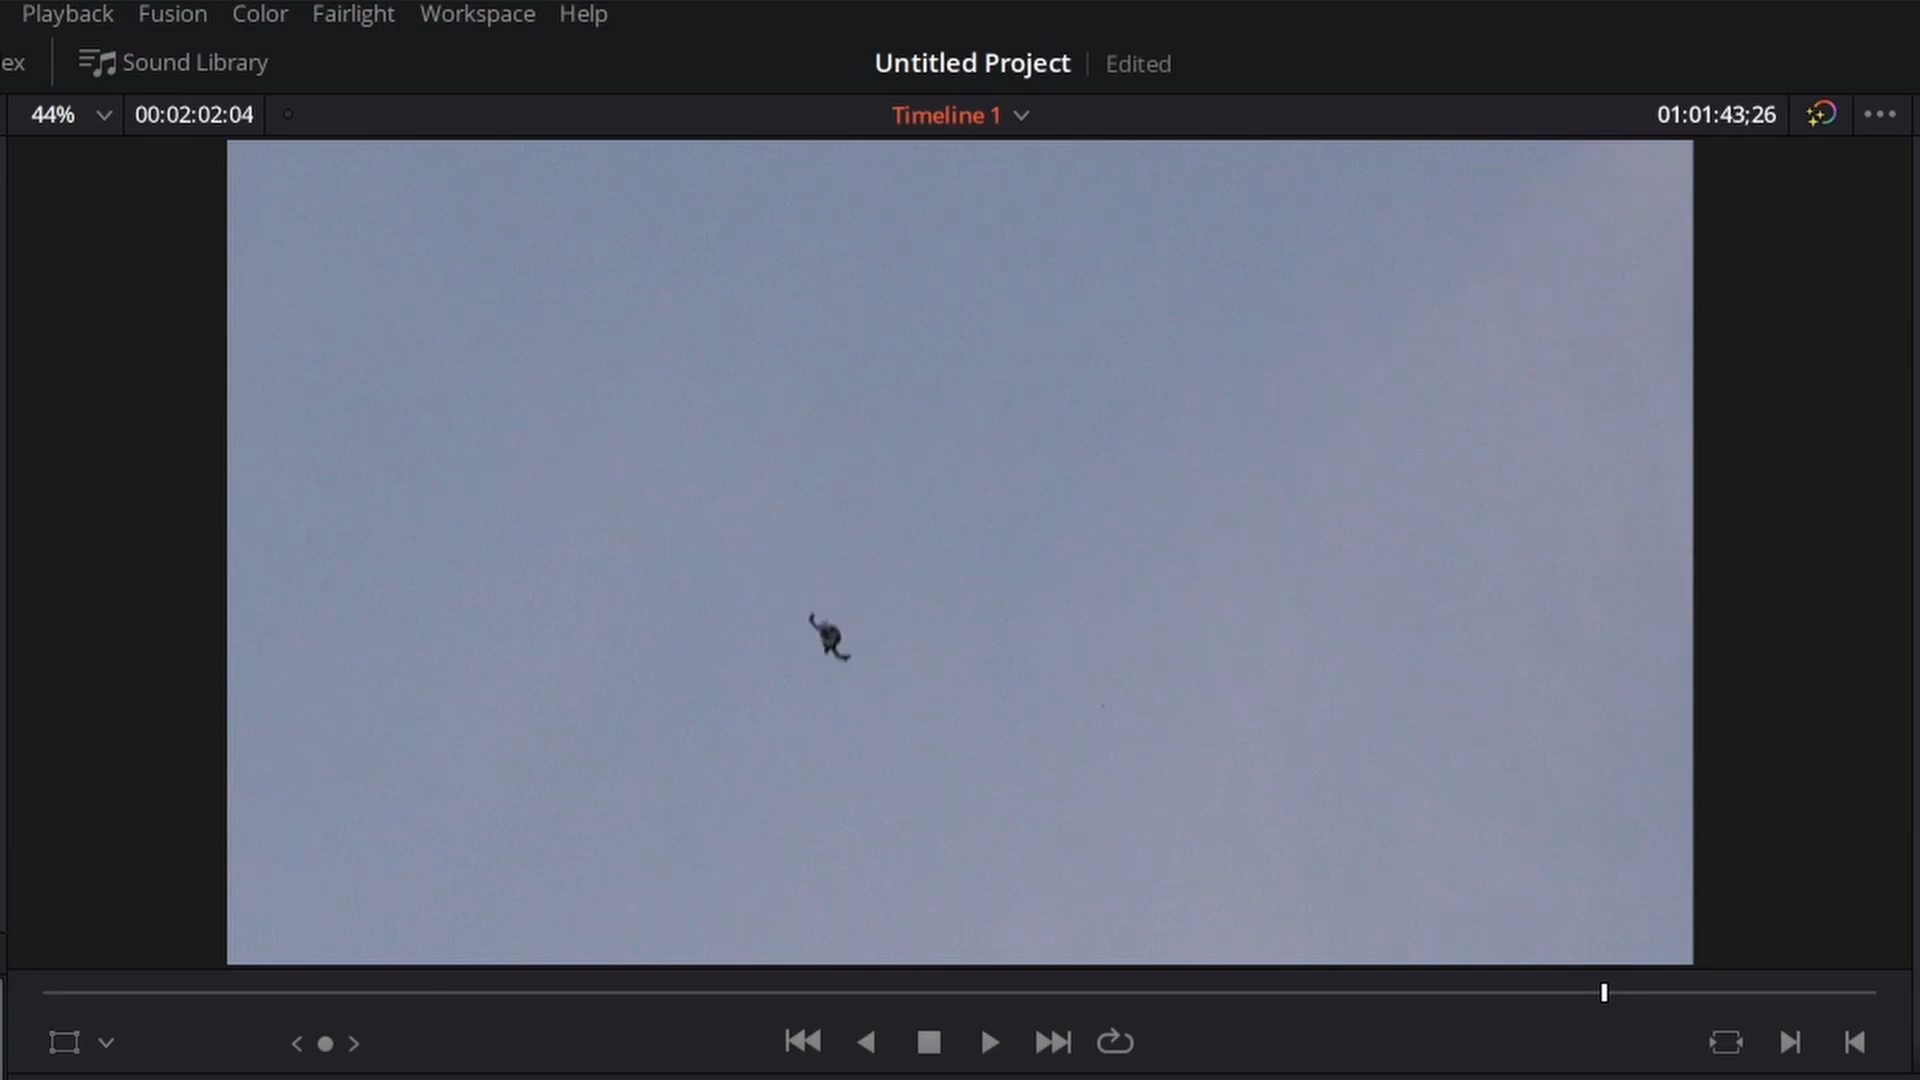 Playback Fusion Color Fairlight Workspace Help
ex Sound Library Untitled Project Edited
44% 00:02:02:04 Timeline 1 01:01:43;26